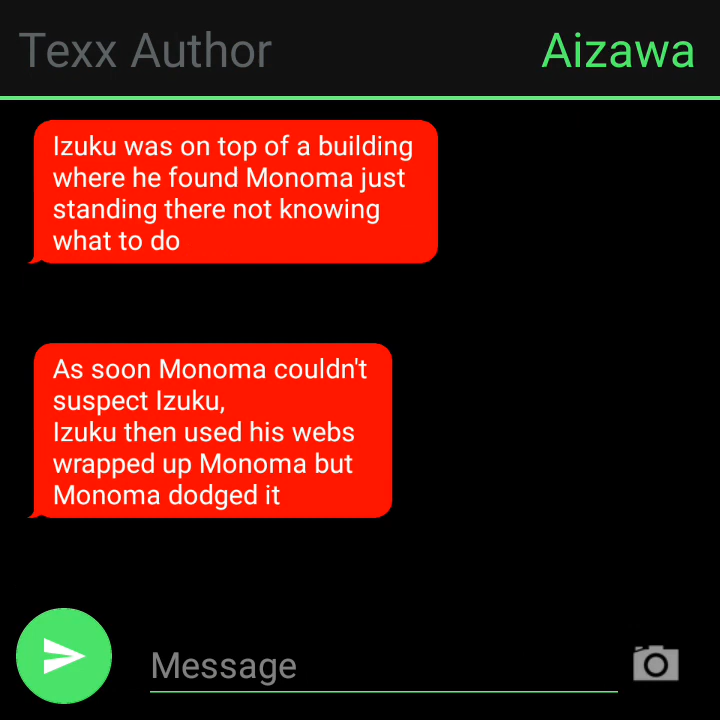 Texx Author Aizawa
Izuku was on top of a building
where he found Monoma just
standing there not knowing
what to do
As soon Monoma couldn't
suspect Izuku,
Izuku then used his webs
wrapped up Monoma but
Monoma dodged it
Message